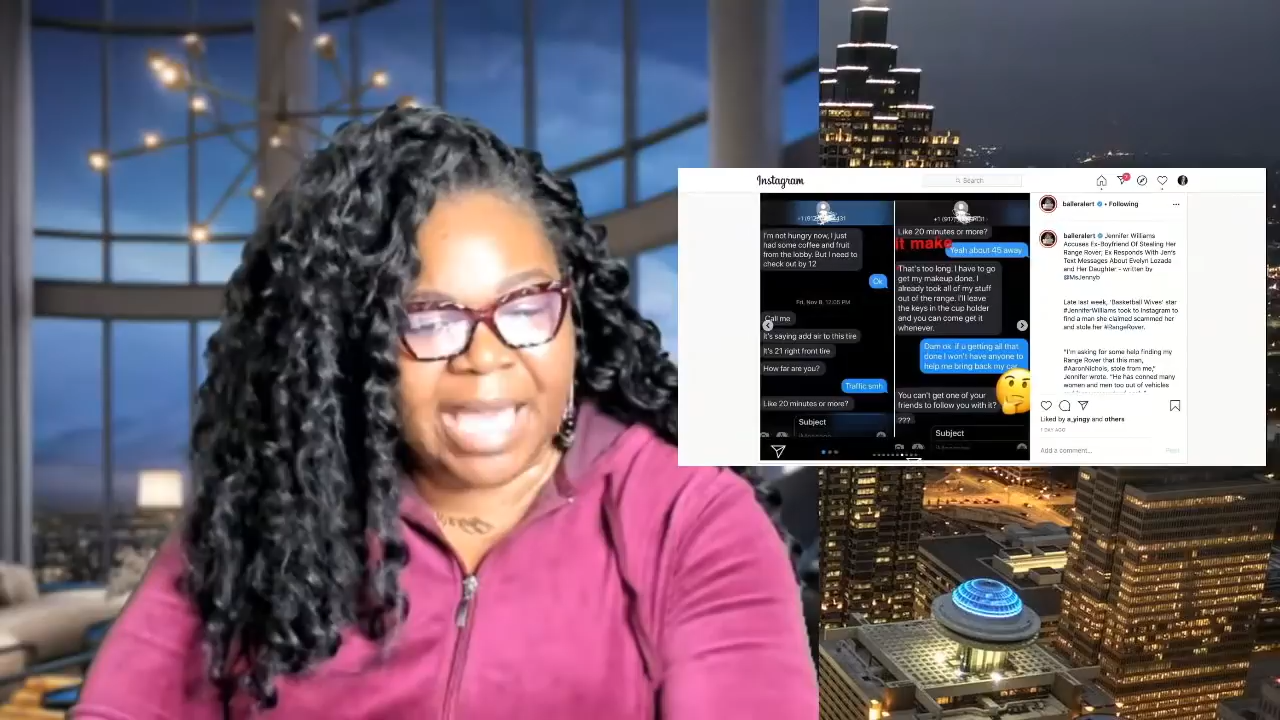 Instagram
Search
balleralert • Following
I'm not hungry now, I just
had some coffee and fruit
from the lobby. But I need to
check out by 12
Ok
Fri, Nov 8, 12:05 PM
Call me
It's saying add air to this tire
It's 21 right front tire
How far are you?
Traffic smh
Like 20 minutes or more?
Subject
Like 20 minutes or more?
it make
Yeah about 45 away
That's too long. I have to go
get my makeup done. I
already took all of my stuff
out of the range. I'll leave
the keys in the cup holder
and you can come get it
whenever.
Dam ok if u getting all that
done I won't have anyone to
help me bring back my car
You can't get one of your
friends to follow you with it?
???
Subject
balleralert Jennifer Williams
Accuses Ex-Boyfriend Of Stealing Her
Range Rover; Ex Responds With Jen's
Text Messages About Evelyn Lozada
and Her Daughter - written by
@MsJennyb
Late last week, 'Basketball Wives' star
#JenniferWilliams took to Instagram to
find a man she claimed scammed her
and stole her #RangeRover.
"I'm asking for some help finding my
Range Rover that this man,
#AaronNichols, stole from me,"
Jennifer wrote. "He has conned many
women and men too out of vehicles
Liked by a_yingy and others
1 DAY AGO
Add a comment...
Post